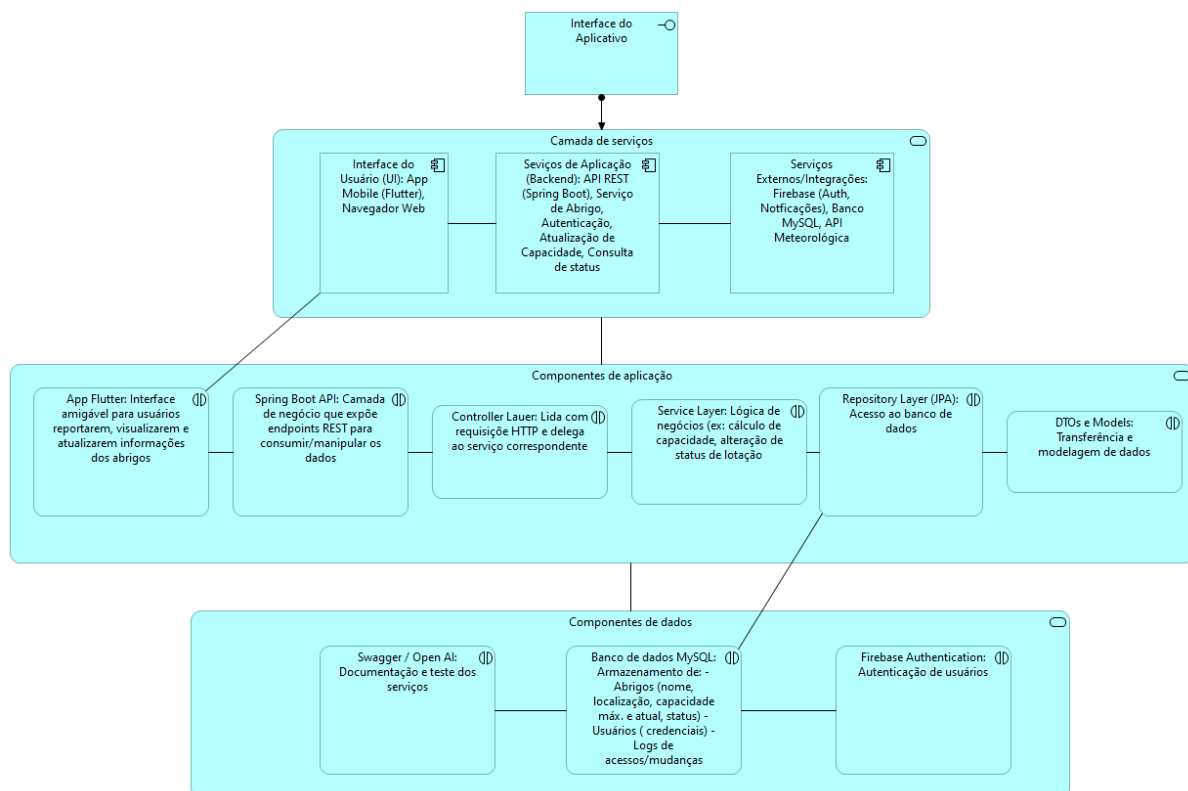 Interface do
Aplicativo
Camada de serviços
Interface do
Usuário (UI): App
Mobile (Flutter),
Navegador Web
Seviços de Aplicação
(Backend): API REST
(Spring Boot), Serviço
de Abrigo,
Autenticação,
Atualização de
Capacidade, Consulta
de status
Serviços
Externos/Integrações:
Firebase (Auth,
Notficações), Banco
MySQL, API
Meteorológica
Componentes de aplicação
App Flutter: Interface
amigável para usuários
reportarem, visualizarem e
atualizarem informações
dos abrigos
Spring Boot API: Camada
de negócio que expõe
endpoints REST para
consumir/manipular os
dados
Controller Lauer: Lida com
requisiçõe HTTP e delega
ao serviço correspondente
Service Layer: Lógica de
negócios (ex: cálculo de
capacidade, alteração de
status de lotação
Repository Layer (JPA):
Acesso ao banco de
dados
DTOs e Models:
Transferência e
modelagem de dados
Componentes de dados
Swagger / Open AI:
Documentação e teste dos
serviços
Banco de dados MySQL:
Armazenamento de: -
Abrigos (nome,
localização, capacidade
máx. e atual, status) -
Usuários ( credenciais) -
Logs de
acessos/mudanças
Firebase Authentication:
Autenticação de usuários